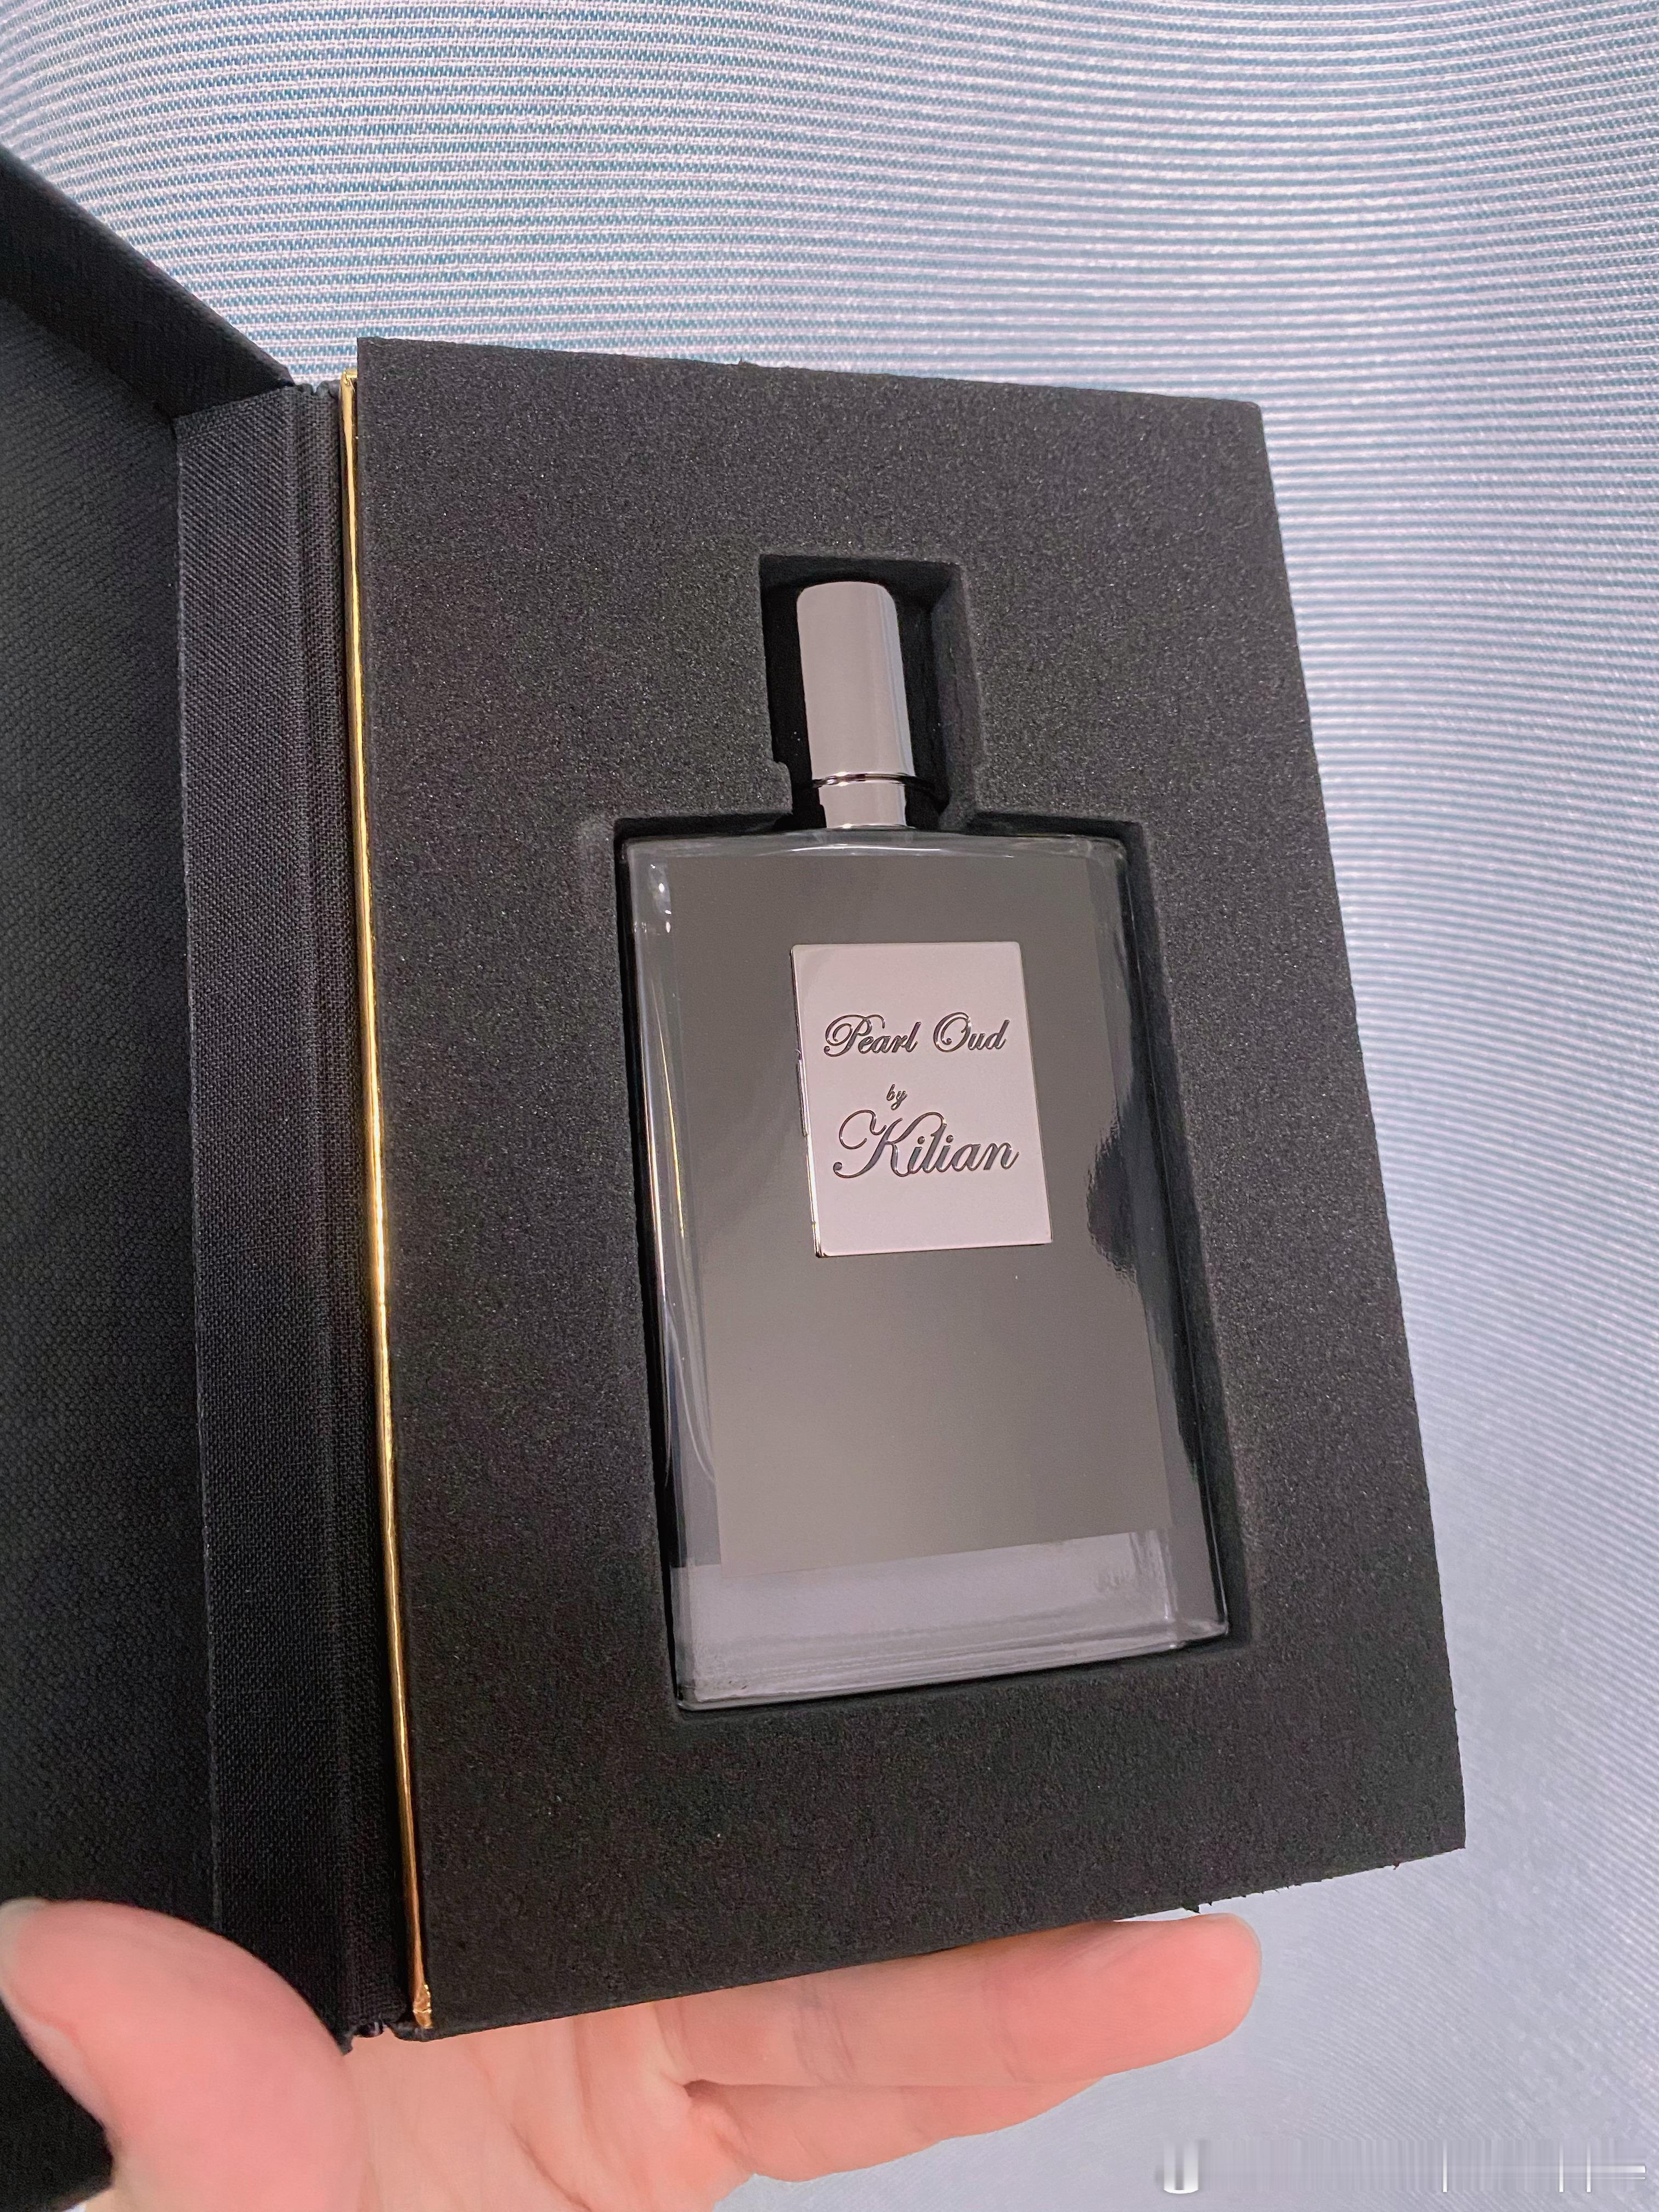 Pearl Oud
by
Kilian